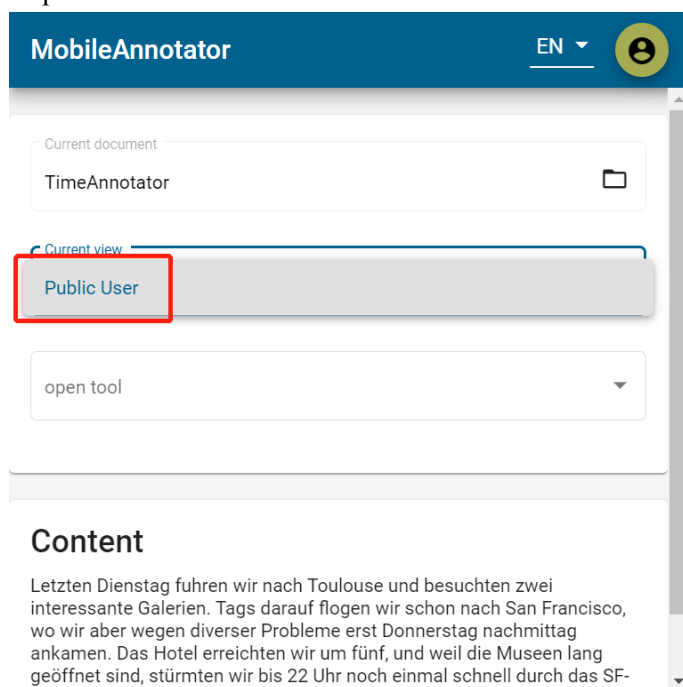 MobileAnnotator
EN
Current document
TimeAnnotator
Current view
Public User
open tool
Content
Letzten Dienstag fuhren wir nach Toulouse und besuchten zwei
interessante Galerien. Tags darauf flogen wir schon nach San Francisco,
wo wir aber wegen diverser Probleme erst Donnerstag nachmittag
ankamen. Das Hotel erreichten wir um fünf, und weil die Museen lang
geöffnet sind, stürmten wir bis 22 Uhr noch einmal schnell durch das SF-